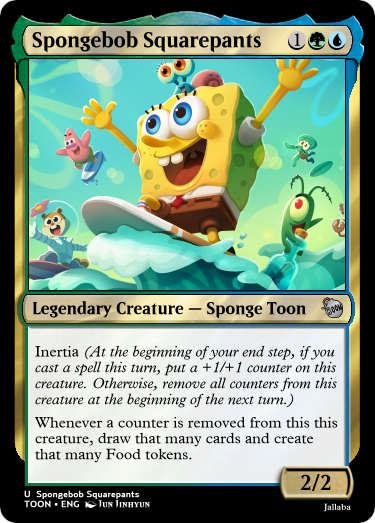 Spongebob Squarepants 1
Legendary Creature — Sponge Toon
Inertia (At the beginning of your end step, if you
cast a spell this turn, put a +1/+1 counter on this
creature. Otherwise, remove all counters from this
creature at the beginning of the next turn.)
Whenever a counter is removed from this this
creature, draw that many cards and create
that many Food tokens.
2/2
U Spongebob Squarepants
TOON • ENG Jun Jinhyun
Jallaba